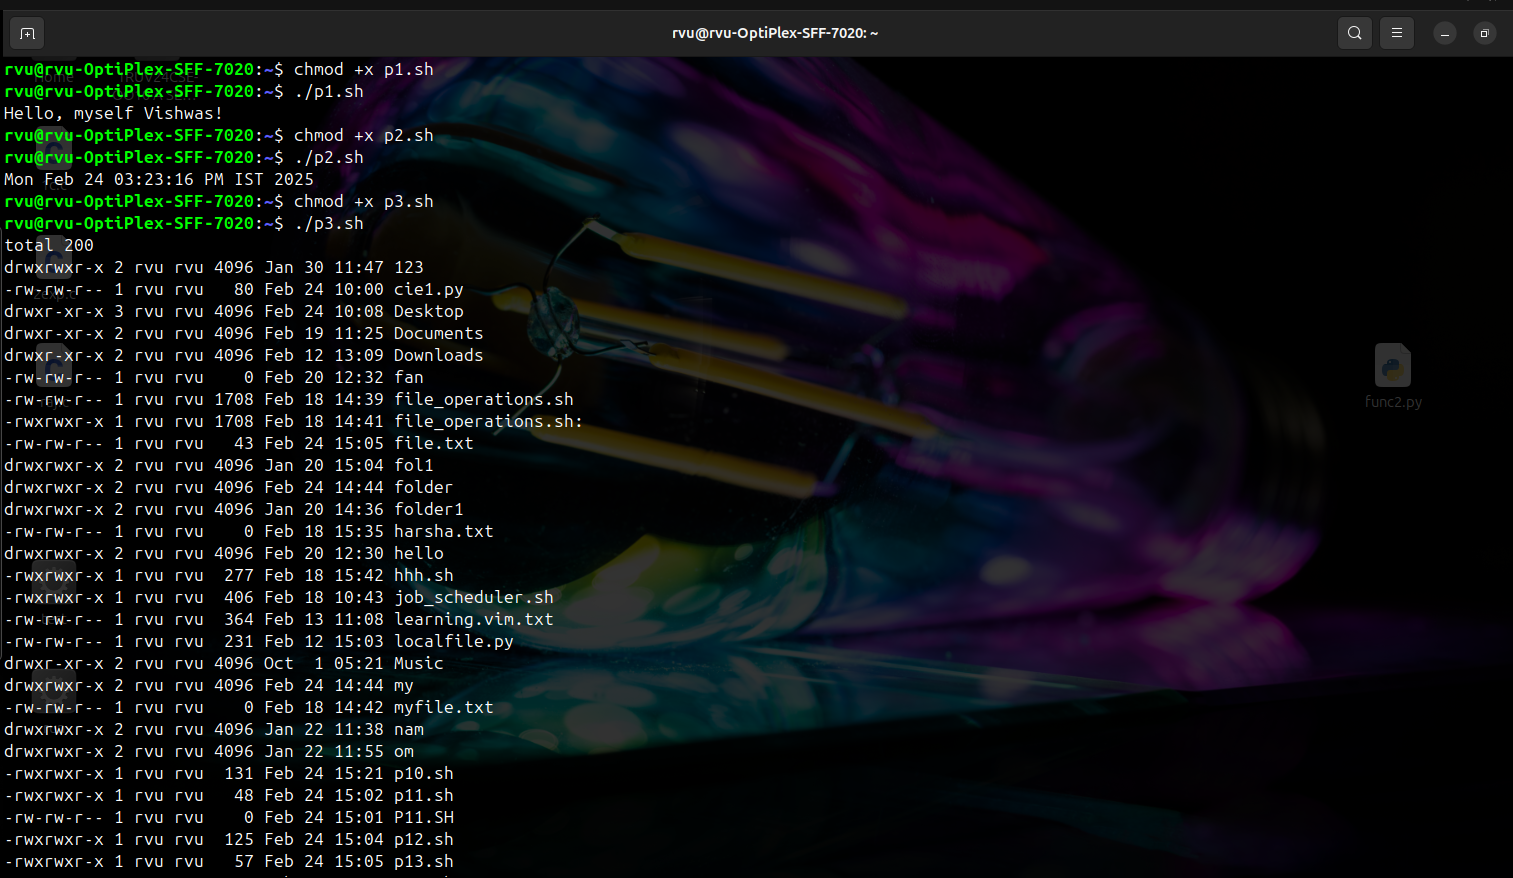 rvu@rvu-OptiPlex-SFF-7020: ~
rvu@rvu-OptiPlex-SFF-7020:~$ chmod +x p1.sh
rvu@rvu-OptiPlex-SFF-7020:~$ ./p1.sh
Hello, myself Vishwas!
rvu@rvu-OptiPlex-SFF-7020:~$ chmod +x p2.sh
rvu@rvu-OptiPlex-SFF-7020:~$ ./p2.sh
Mon Feb 24 03:23:16 PM IST 2025
rvu@rvu-OptiPlex-SFF-7020:~$ chmod +x p3.sh
rvu@rvu-OptiPlex-SFF-7020:~$ ./p3.sh
total 200
drwxrwxr-x 2 rvu rvu 4096 Jan 30 11:47 123
-rw-rw-r-- 1 rvu rvu   80 Feb 24 10:00 cie1.py
drwxr-xr-x 3 rvu rvu 4096 Feb 24 10:08 Desktop
drwxr-xr-x 2 rvu rvu 4096 Feb 19 11:25 Documents
drwxr-xr-x 2 rvu rvu 4096 Feb 12 13:09 Downloads
-rw-rw-r-- 1 rvu rvu    0 Feb 20 12:32 fan
-rw-rw-r-- 1 rvu rvu 1708 Feb 18 14:39 file_operations.sh
-rwxrwxr-x 1 rvu rvu 1708 Feb 18 14:41 file_operations.sh:
-rw-rw-r-- 1 rvu rvu   43 Feb 24 15:05 file.txt
drwxrwxr-x 2 rvu rvu 4096 Jan 20 15:04 fol1
drwxrwxr-x 2 rvu rvu 4096 Feb 24 14:44 folder
drwxrwxr-x 2 rvu rvu 4096 Jan 20 14:36 folder1
-rw-rw-r-- 1 rvu rvu    0 Feb 18 15:35 harsha.txt
drwxrwxr-x 2 rvu rvu 4096 Feb 20 12:30 hello
-rwxrwxr-x 1 rvu rvu  277 Feb 18 15:42 hhh.sh
-rwxrwxr-x 1 rvu rvu  406 Feb 18 10:43 job_scheduler.sh
-rw-rw-r-- 1 rvu rvu  364 Feb 13 11:08 learning.vim.txt
-rw-rw-r-- 1 rvu rvu  231 Feb 12 15:03 localfile.py
drwxr-xr-x 2 rvu rvu 4096 Oct  1 05:21 Music
drwxrwxr-x 2 rvu rvu 4096 Feb 24 14:44 my
-rw-rw-r-- 1 rvu rvu    0 Feb 18 14:42 myfile.txt
drwxrwxr-x 2 rvu rvu 4096 Jan 22 11:38 nam
drwxrwxr-x 2 rvu rvu 4096 Jan 22 11:55 om
-rwxrwxr-x 1 rvu rvu  131 Feb 24 15:21 p10.sh
-rwxrwxr-x 1 rvu rvu   48 Feb 24 15:02 p11.sh
-rw-rw-r-- 1 rvu rvu    0 Feb 24 15:01 P11.SH
-rwxrwxr-x 1 rvu rvu  125 Feb 24 15:04 p12.sh
-rwxrwxr-x 1 rvu rvu   57 Feb 24 15:05 p13.sh
func2.py